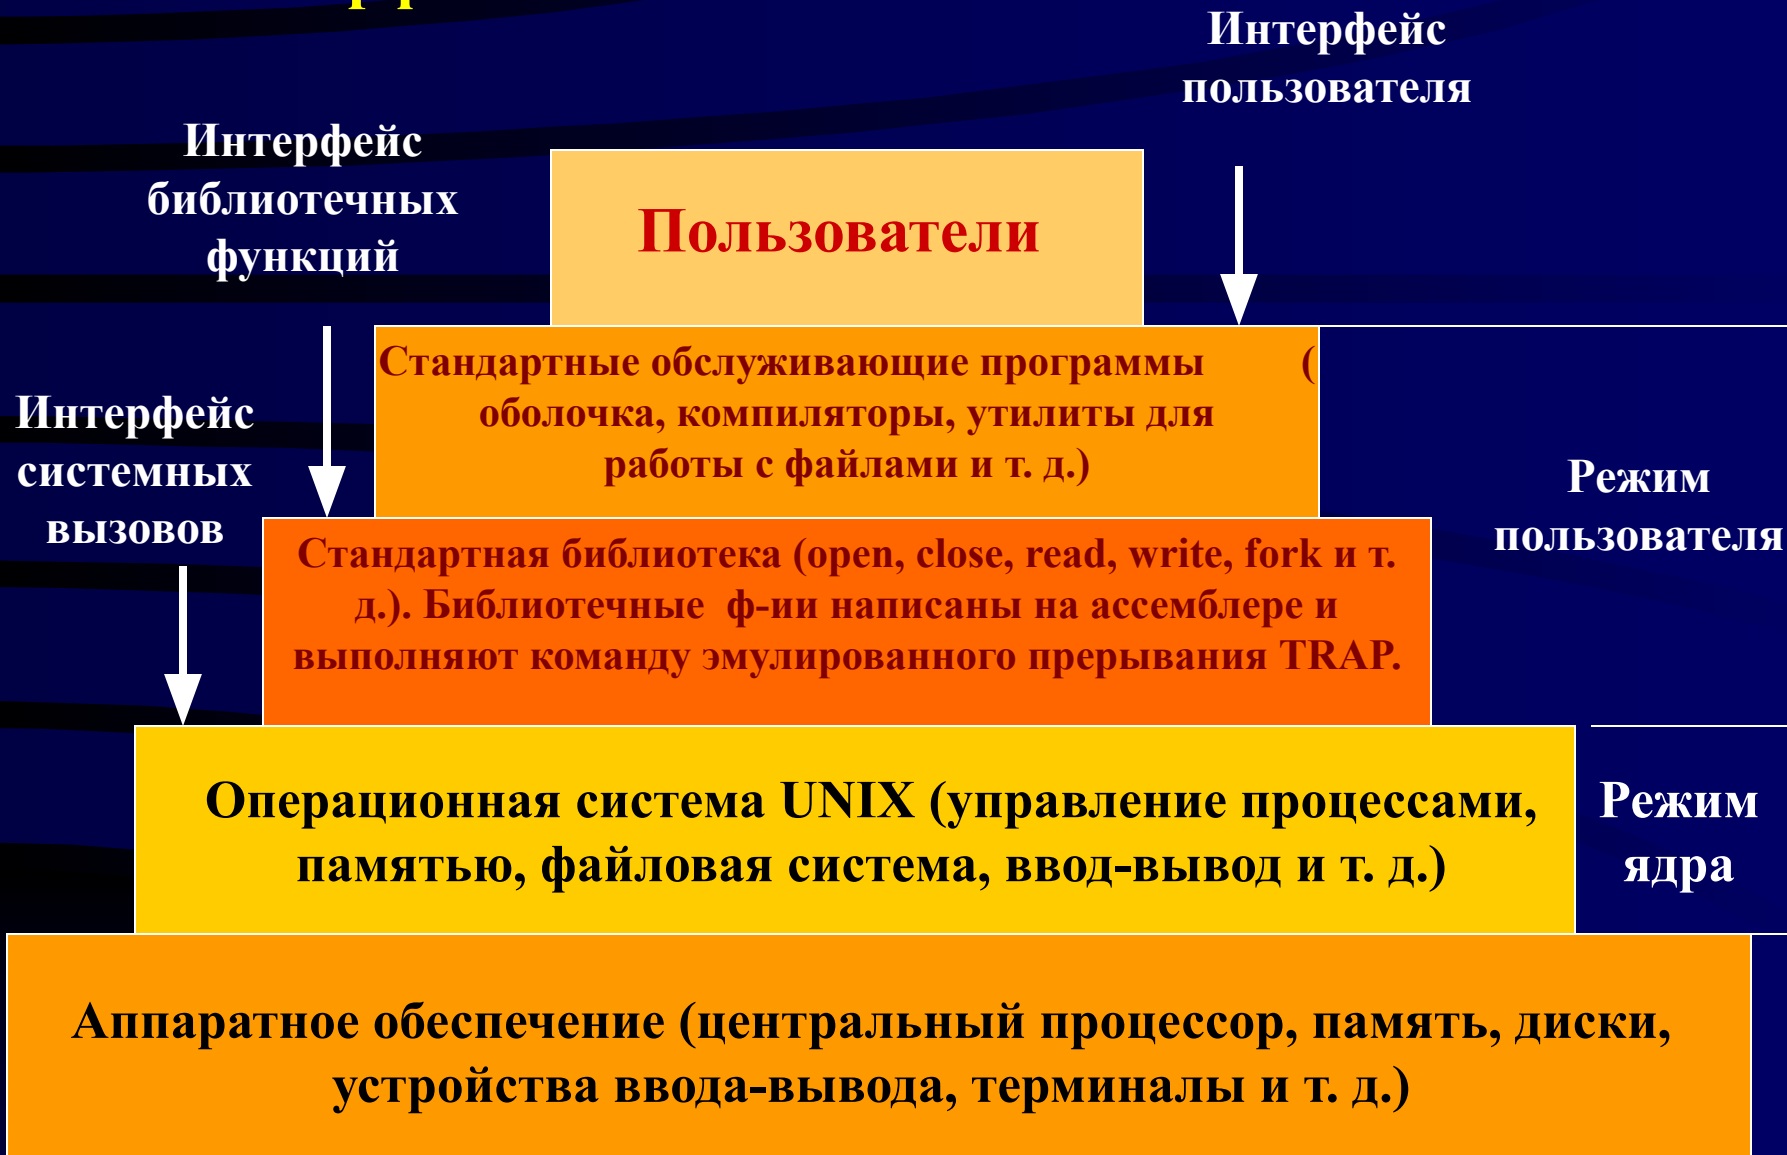 Интерфейс
пользователя
Интерфейс
библиотечных
функций
Пользователи
Стандартные обслуживающие программы (
оболочка, компиляторы, утилиты для
работы с файлами и т. д.)
Интерфейс
системных
вызовов
Режим
пользователя
Стандартная библиотека (open, close, read, write, fork и т.
д.). Библиотечные ф-ии написаны на ассемблере и
выполняют команду эмулированного прерывания TRAP.
Операционная система UNIX (управление процессами,
памятью, файловая система, ввод-вывод и т. д.)
Режим
ядра
Аппаратное обеспечение (центральный процессор, память, диски,
устройства ввода-вывода, терминалы и т. д.)